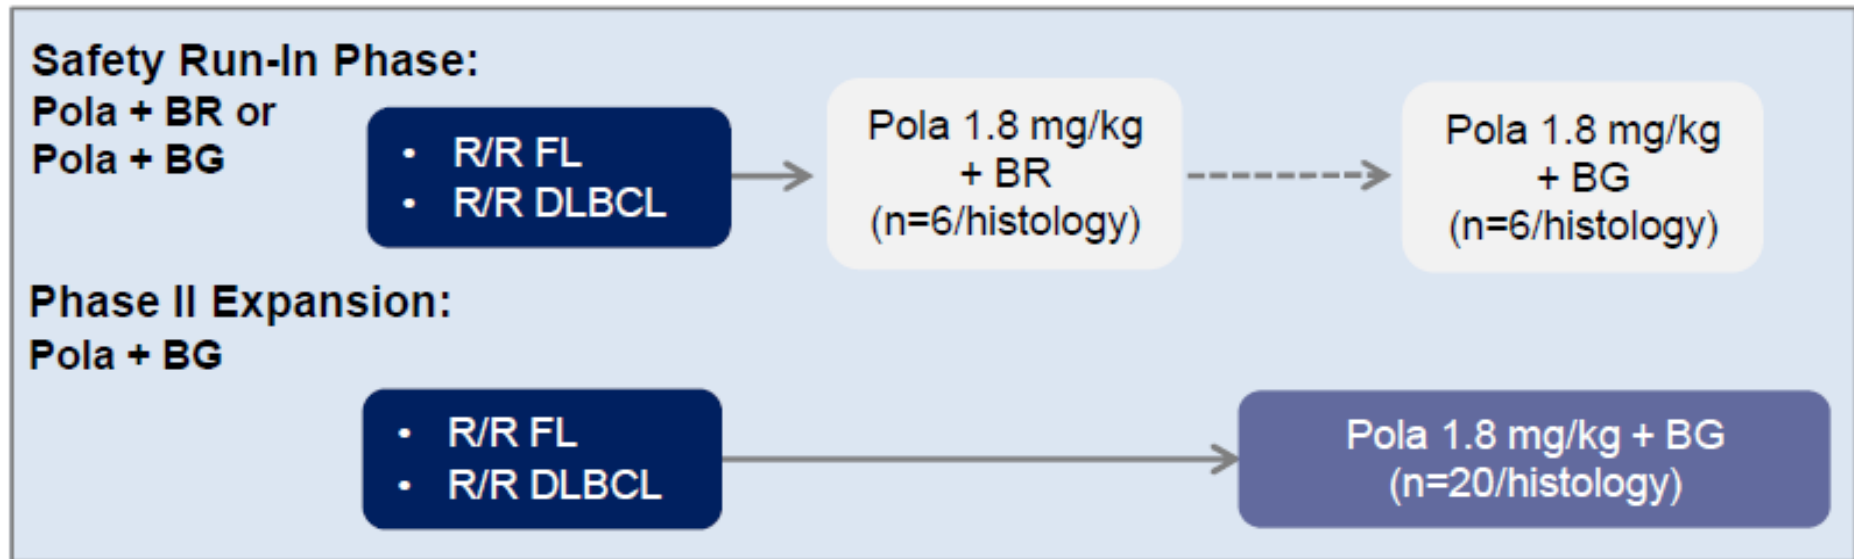 Safety Run-In Phase:
Pola + BR or
Pola + BG
• R/R FL
• R/R DLBCL
Pola 1.8 mg/kg
+ BR
(n=6/histology)
Pola 1.8 mg/kg
+ BG
(n=6/histology)
Phase II Expansion:
Pola + BG
• R/R FL
• R/R DLBCL
Pola 1.8 mg/kg + BG
(n=20/histology)